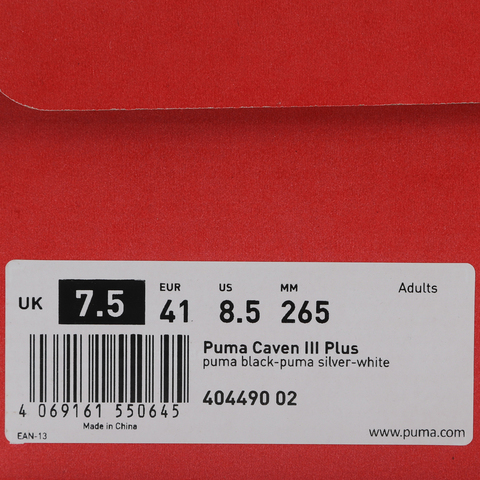 UK 7.5 EUR 41 US 8.5 MM 265 Adults
Puma Caven III Plus
puma black-puma silver-white
404490 02
4 069161 550645
Made in China
EAN-13
www.puma.com